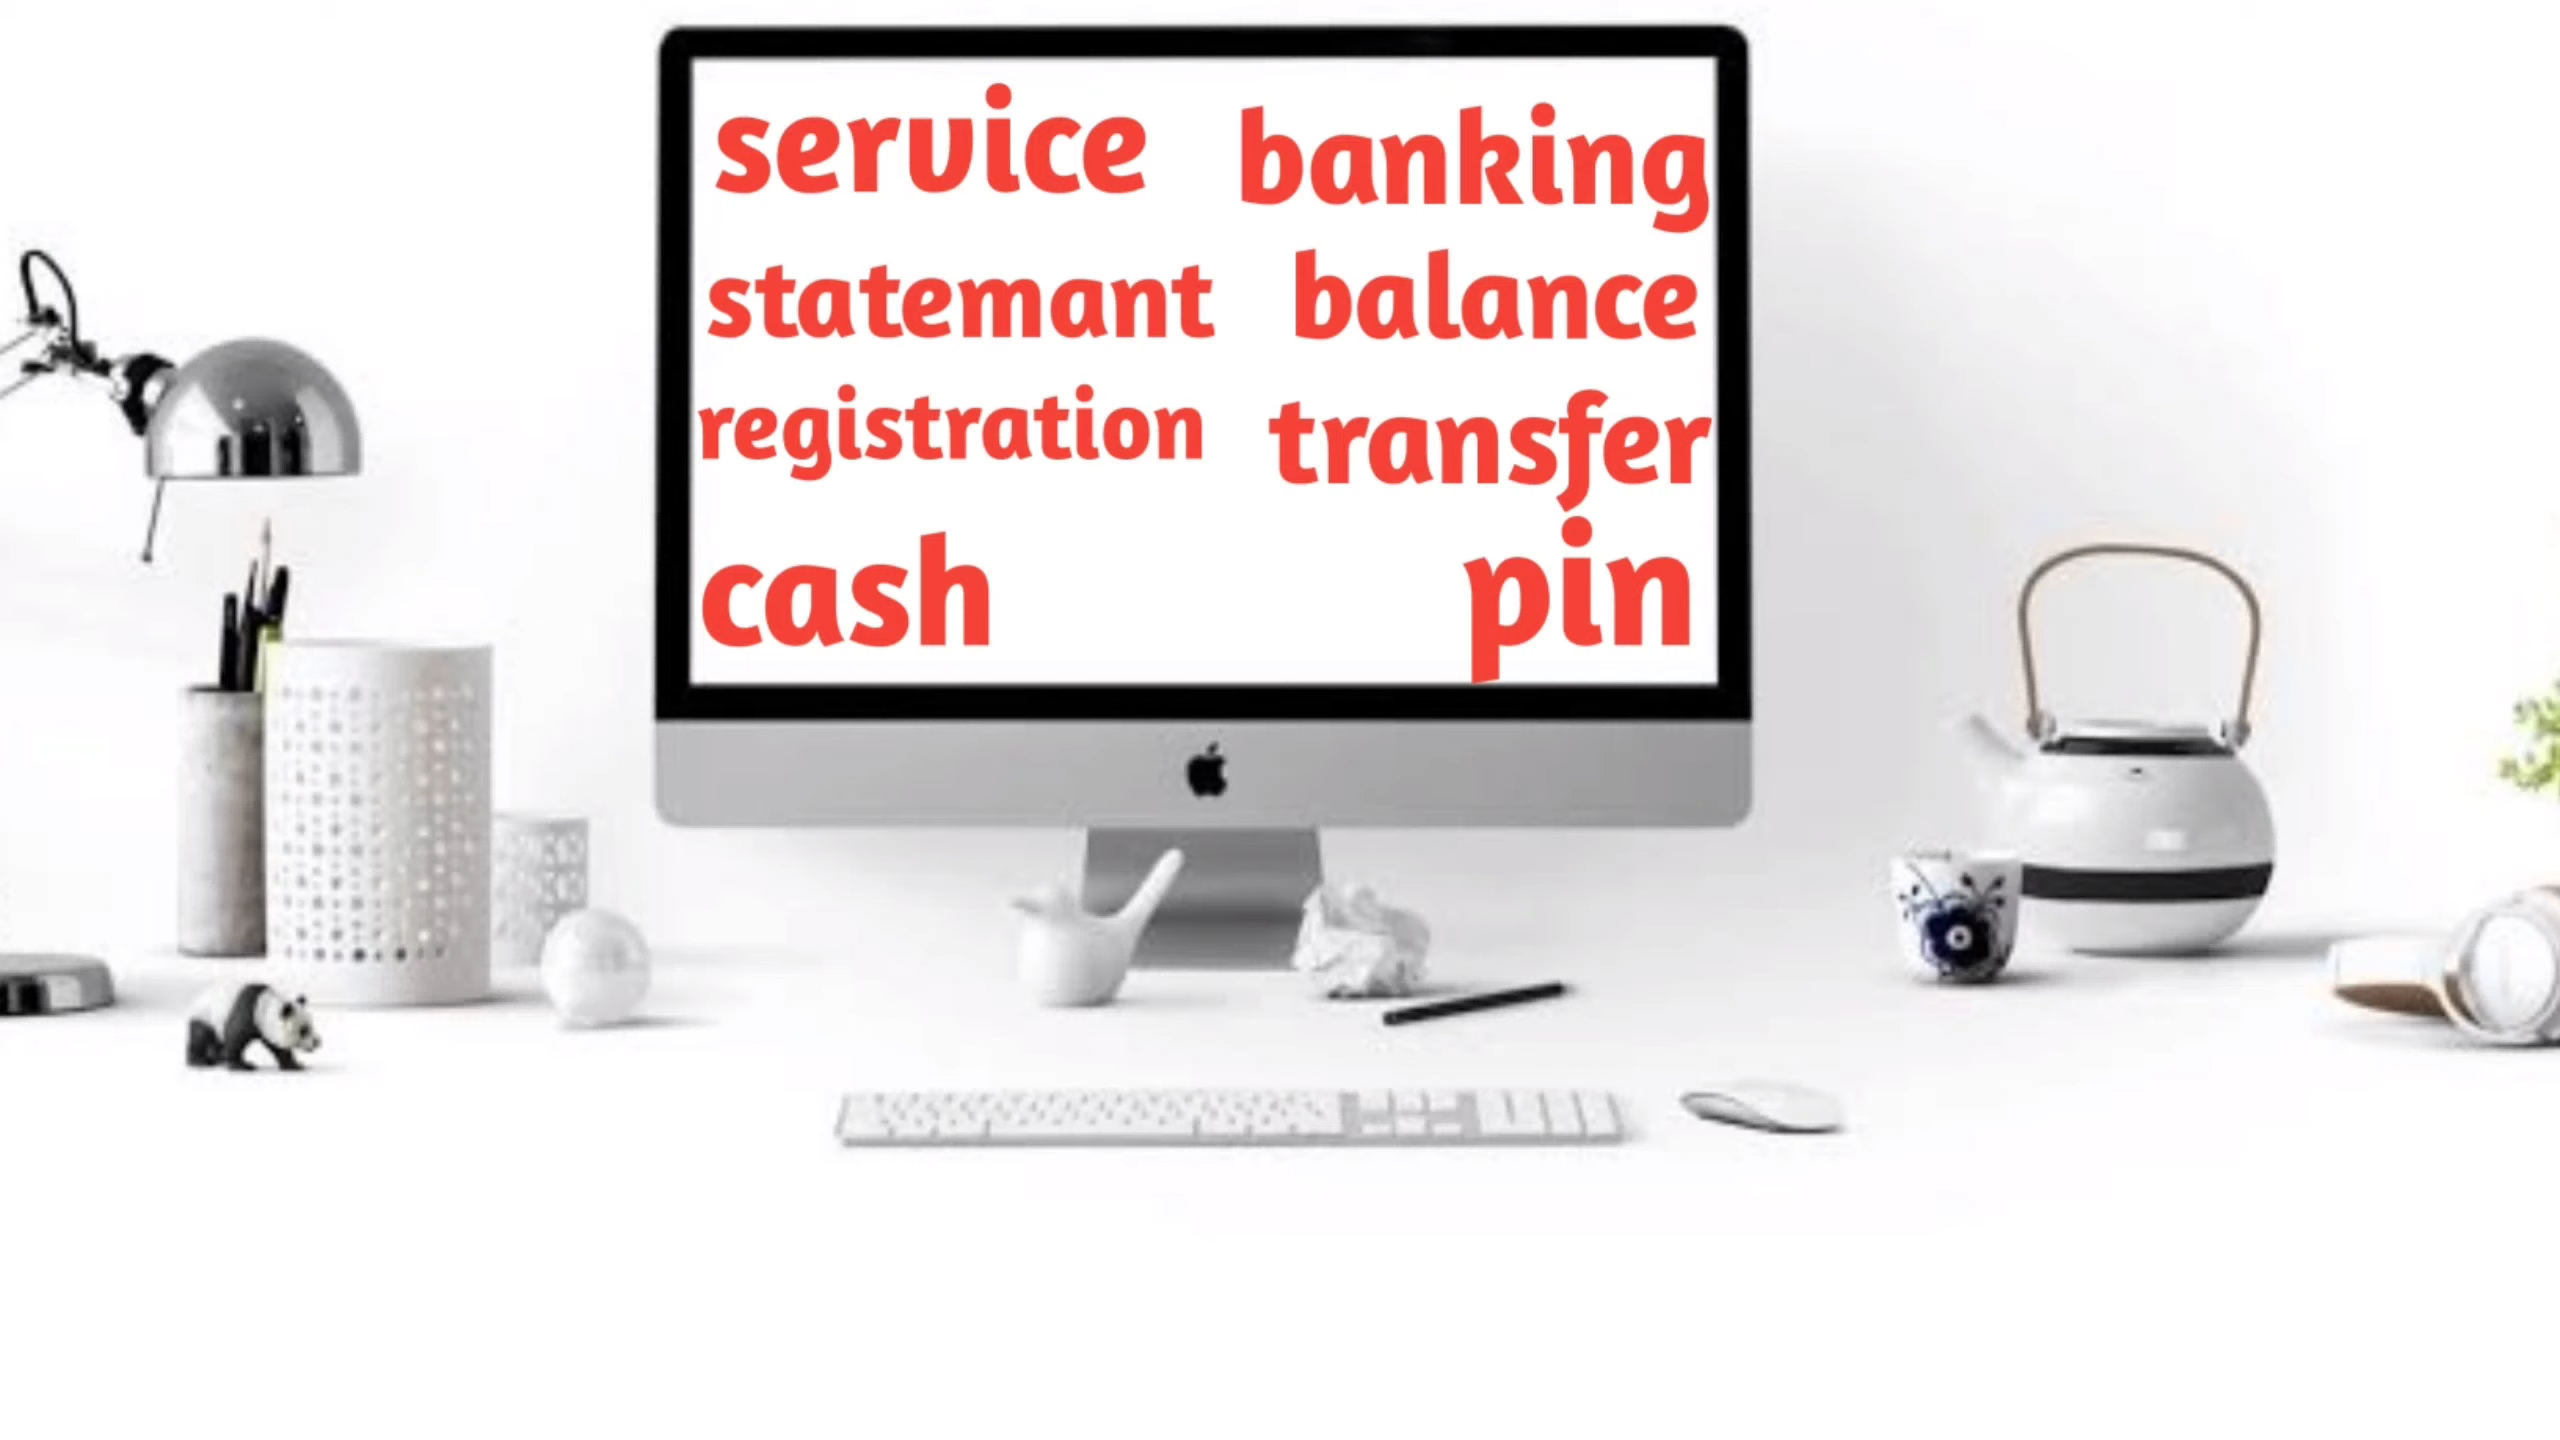 service banking
statemant balance
registration transfer
cash pin